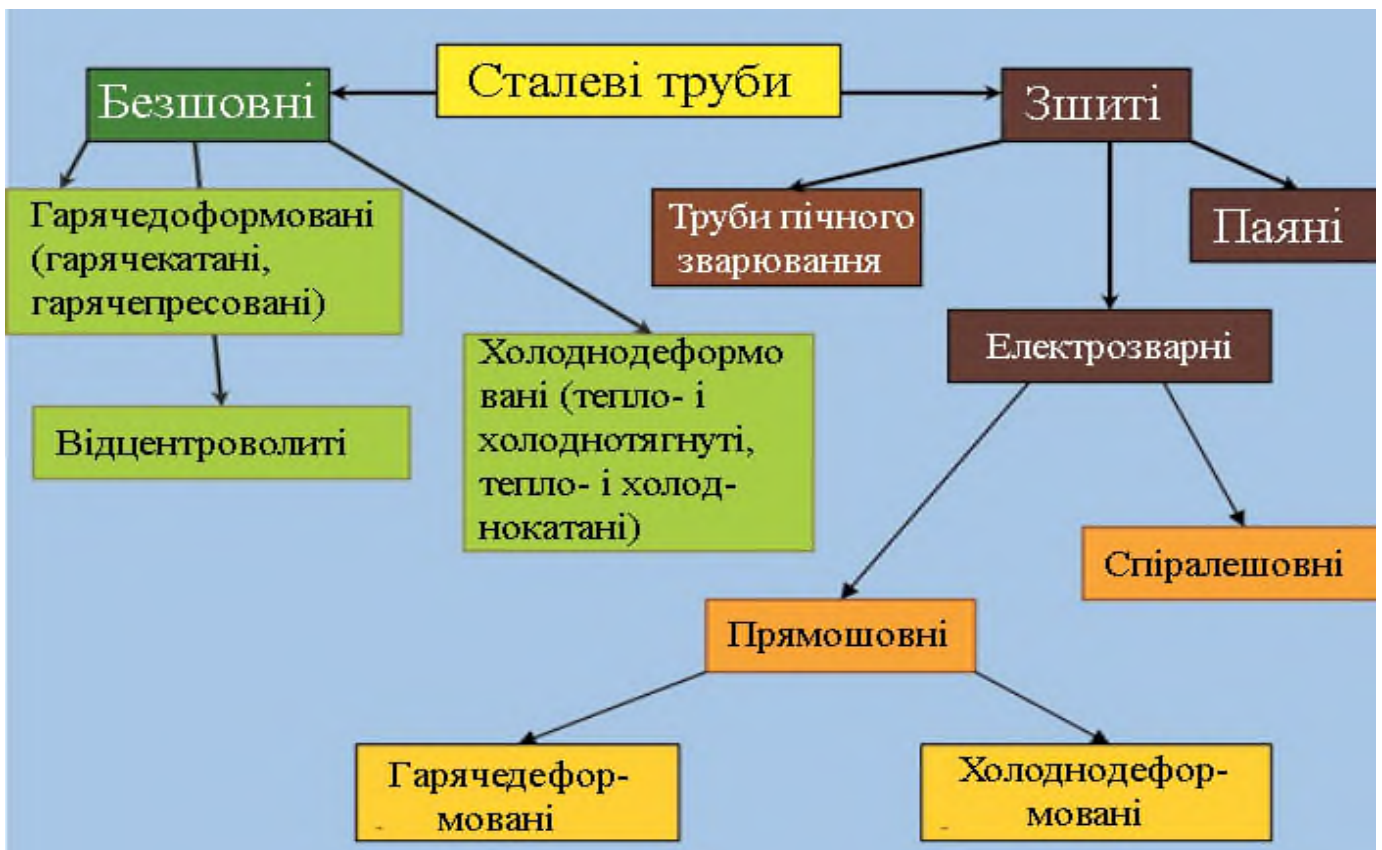 Сталеві труби
Безшовні
Зшиті
Гарячедоформовані
(гарячекатані,
гарячепресовані)
Труби пічного
зварювання
Паяні
Відцентроволиті
Холоднодеформо
вані (тепло- і
холоднотягнуті,
тепло- і холод-
нокатані)
Електрозварні
Спіралешовні
Прямошовні
Гарячедефор-
мовані
Холоднодефор-
мовані